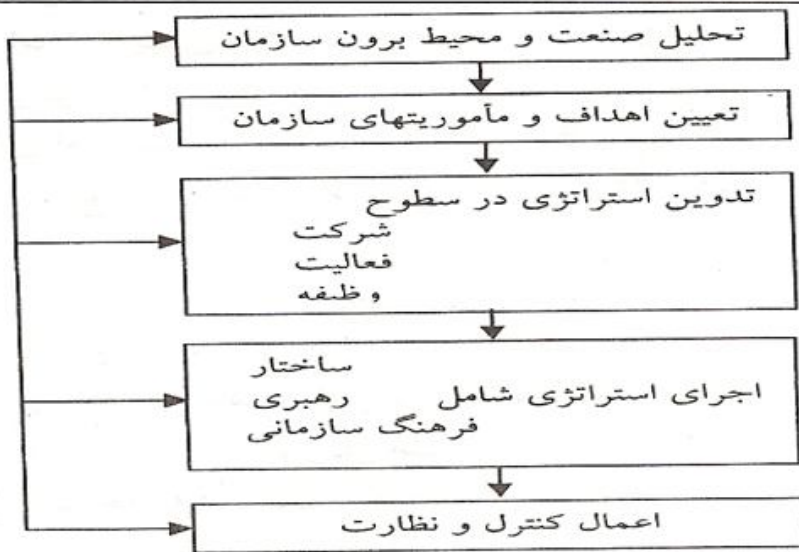 تحلیل صنعت و محیط برون سازمان
تعیین اهداف و مأموریتهای سازمان
تدوین استراتژی در سطوح
شرکت
فعالیت
وظیفه
ساختار
اجرای استراتژی شامل رهبری
فرهنگ سازمانی
اعمال کنترل و نظارت